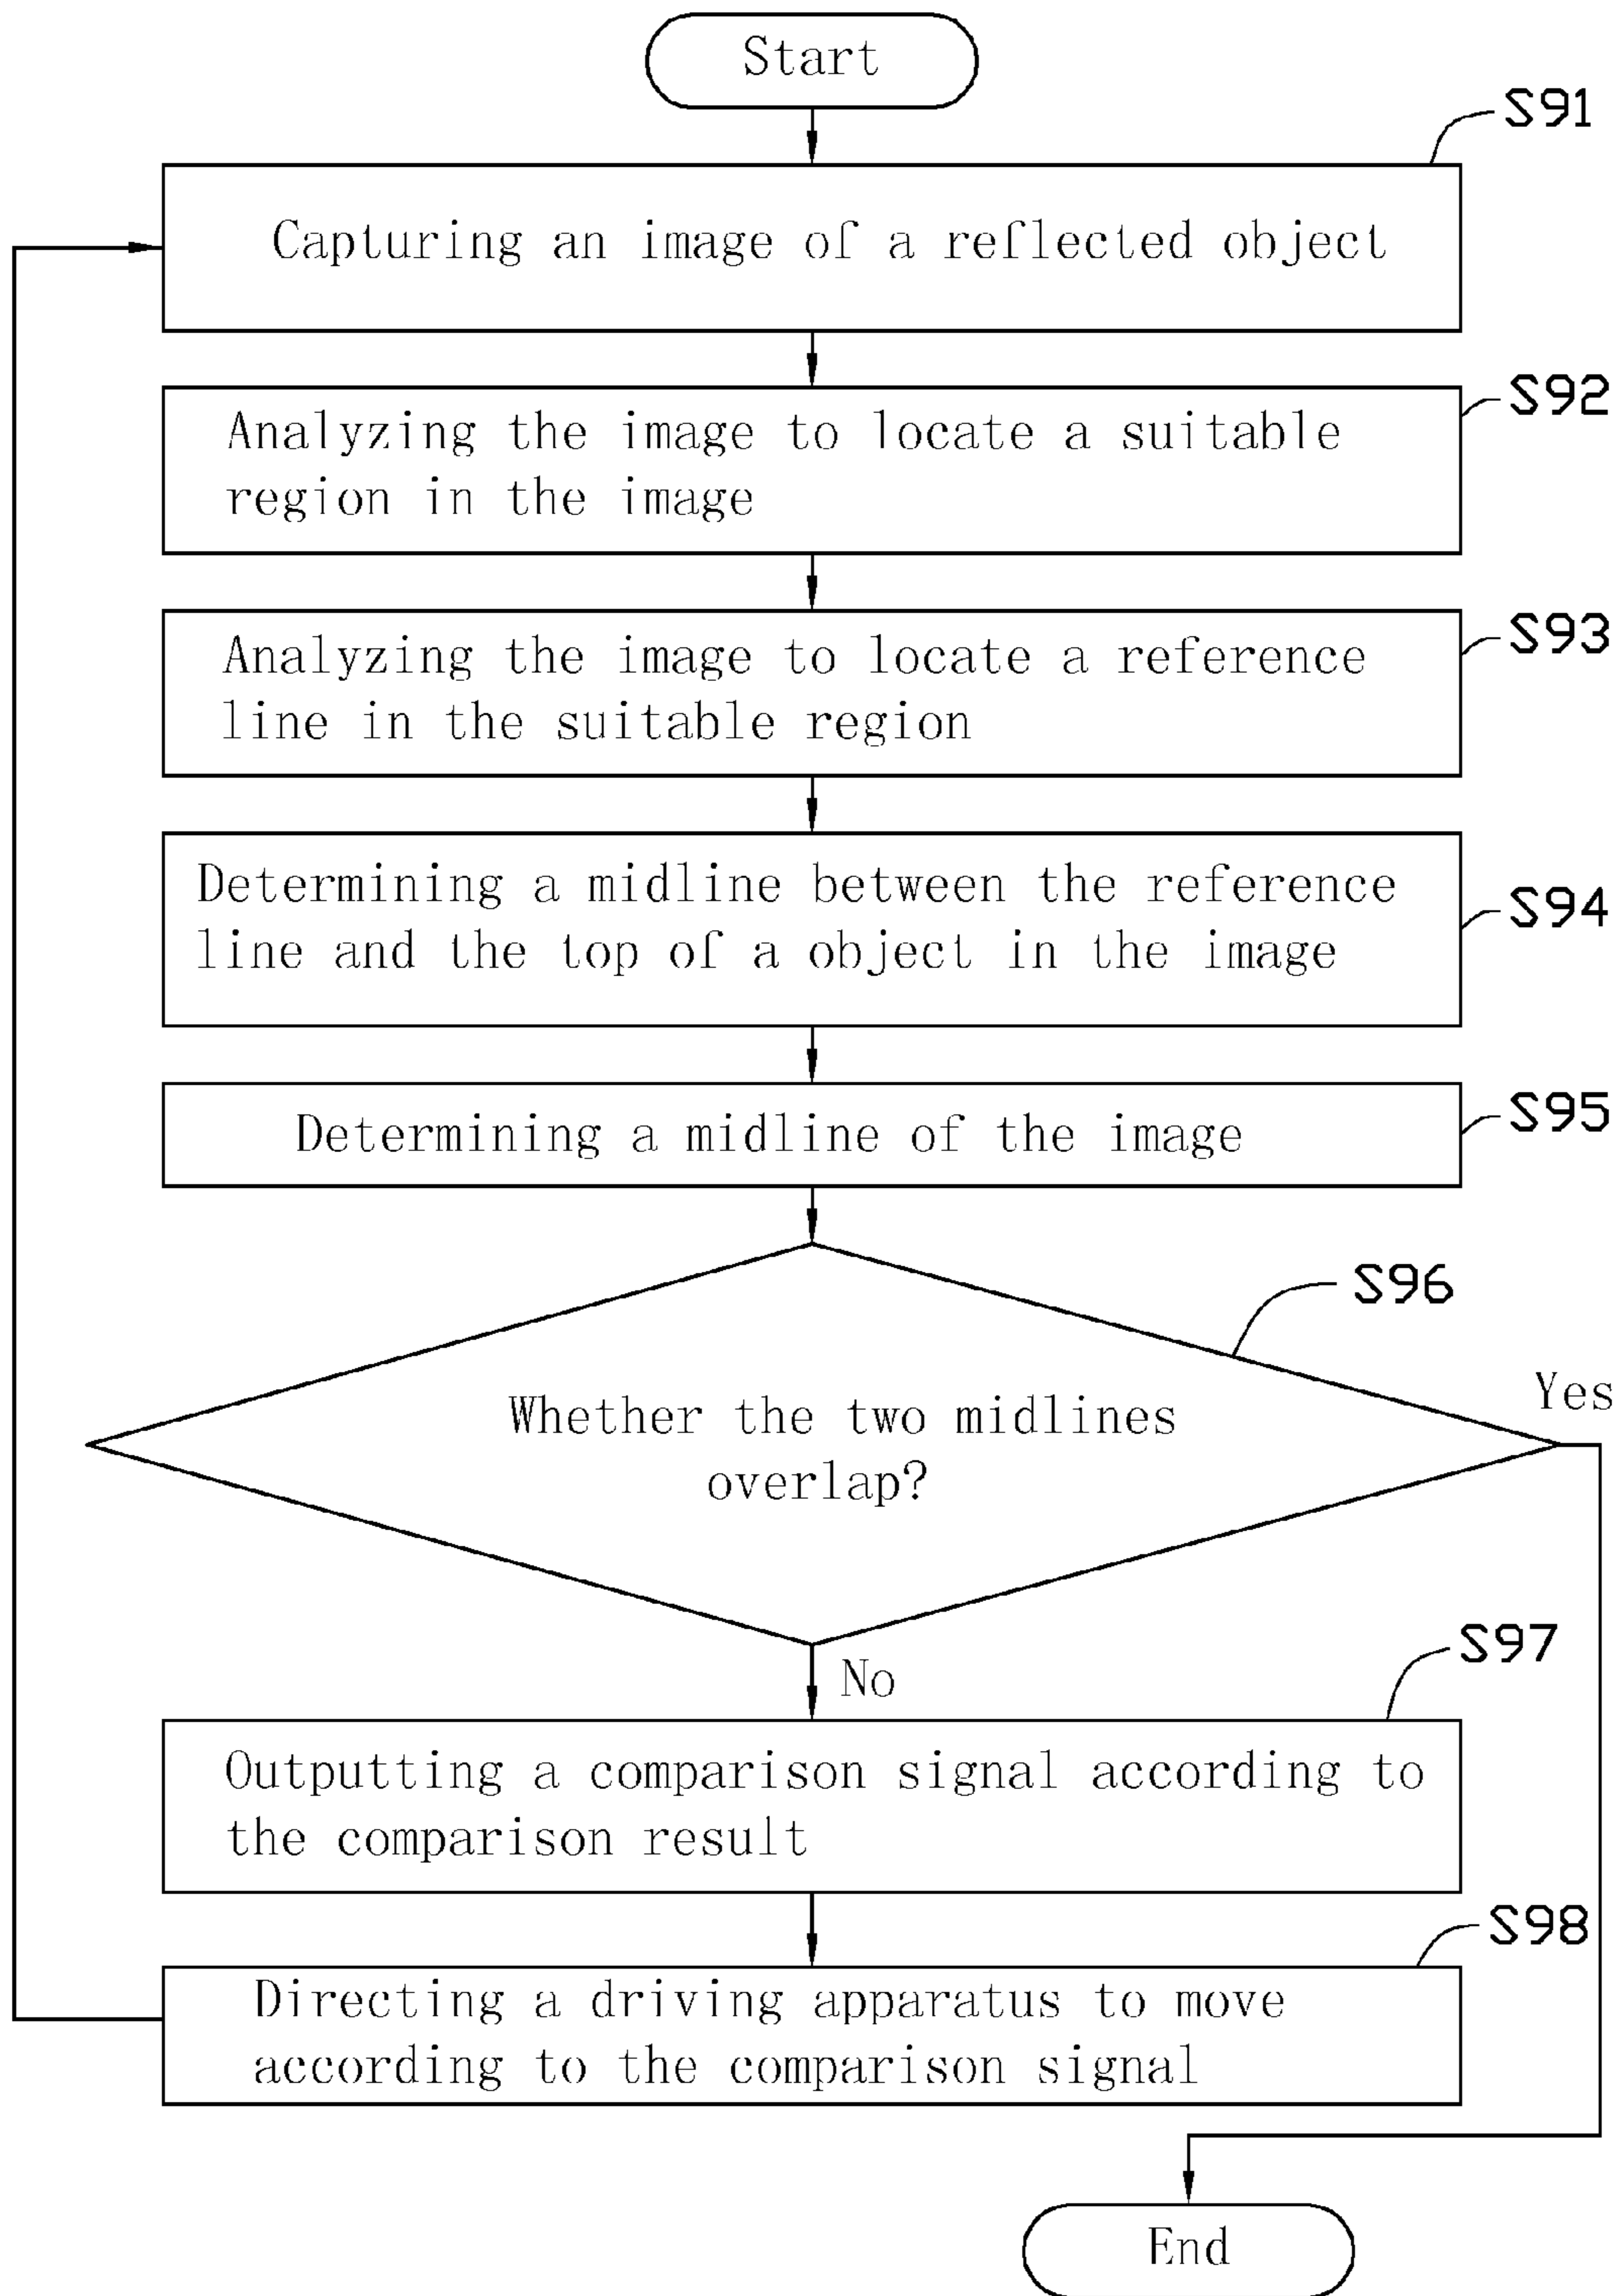 Start
S91
Capturing an image of a reflected object
S92
Analyzing the image to locate a suitable
region in the image
S93
Analyzing the image to locate a reference
line in the suitable region
S94
Determining a midline between the reference
line and the top of a object in the image
S95
Determining a midline of the image
S96
Yes
Whether the two midlines
overlap?
No
S97
Outputting a comparison signal according to
the comparison result
S98
Directing a driving apparatus to move
according to the comparison signal
End